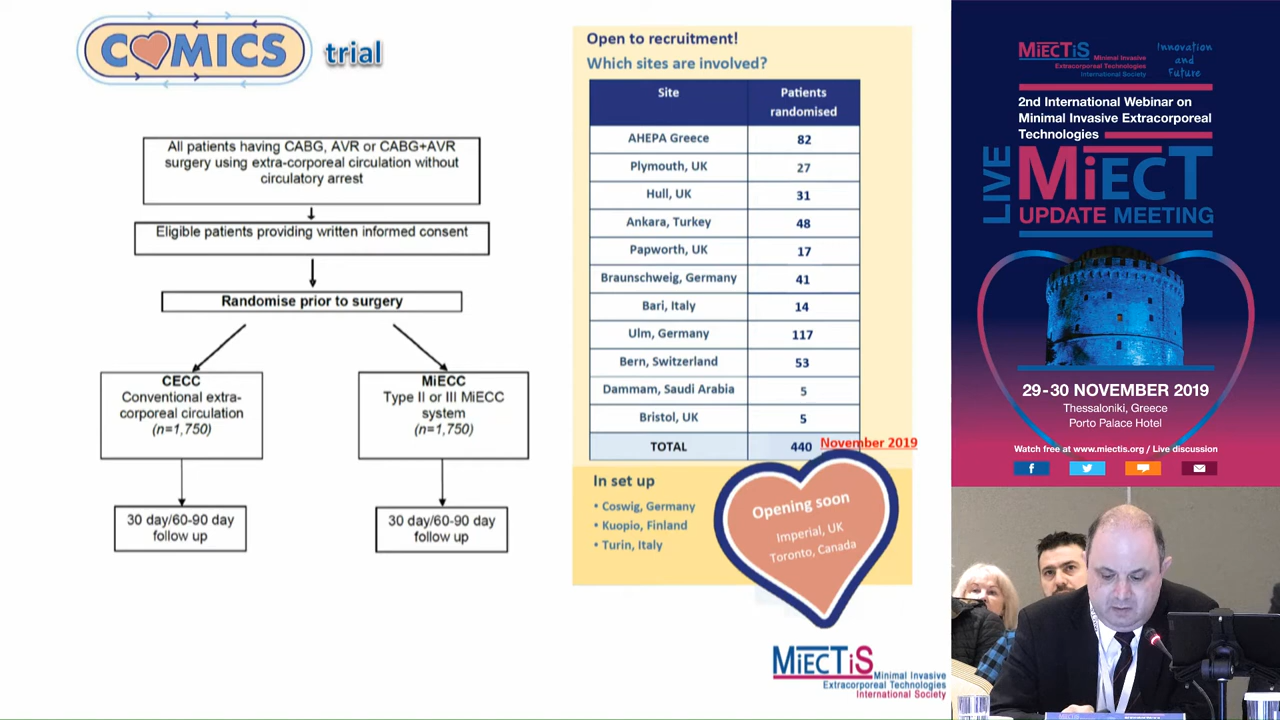 COMICS trial
All patients having CABG, AVR or CABG+AVR
surgery using extra-corporeal circulation without
circulatory arrest
Eligible patients providing written informed consent
Randomise prior to surgery
CECC
Conventional extra-
corporeal circulation
(n=1,750)
MiECC
Type II or III MiECC
system
(n=1,750)
30 day/60-90 day
follow up
30 day/60-90 day
follow up
Open to recruitment!
Which sites are involved?
Site Patients
randomised
AHEPA Greece 82
Plymouth, UK 27
Hull, UK 31
Ankara, Turkey 48
Papworth, UK 17
Braunschweig, Germany 41
Bari, Italy 14
Ulm, Germany 117
Bern, Switzerland 53
Dammam, Saudi Arabia 5
Bristol, UK 5
TOTAL 440 November 2019
In set up
• Coswig, Germany
• Kuopio, Finland
• Turin, Italy
Opening soon
Imperial, UK
Toronto, Canada
MiECTiS
Minimal Invasive
Extracorporeal Technologies
International Society
MiECTiS
Minimal Invasive
Extracorporeal Technologies
International Society
Innovation
and
Future
2nd International Webinar on
Minimal Invasive Extracorporeal
Technologies
LIVE
MiECT
UPDATE MEETING
29-30 NOVEMBER 2019
Thessaloniki, Greece
Porto Palace Hotel
Watch free at www.miectis.org / Live discussion